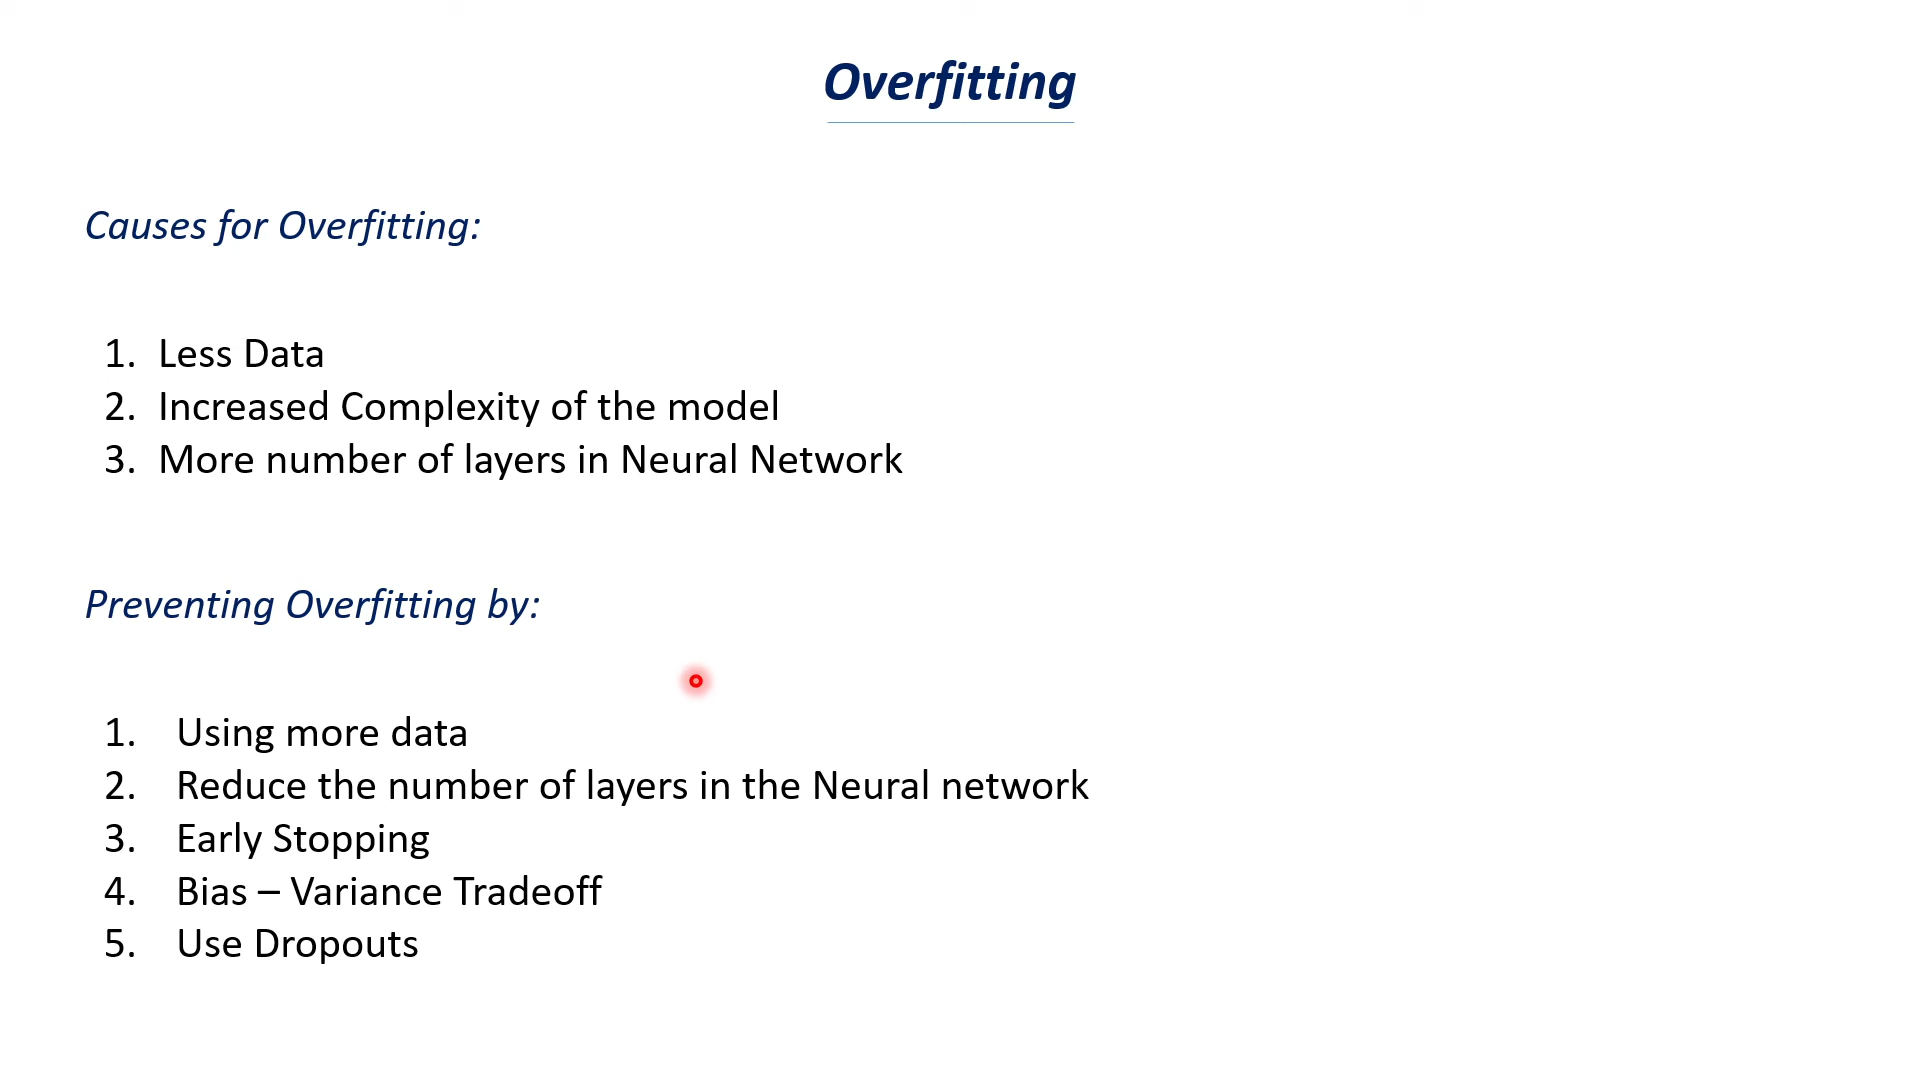 Overfitting
Causes for Overfitting:
1. Less Data
2. Increased Complexity of the model
3. More number of layers in Neural Network
Preventing Overfitting by:
1. Using more data
2. Reduce the number of layers in the Neural network
3. Early Stopping
4. Bias – Variance Tradeoff
5. Use Dropouts